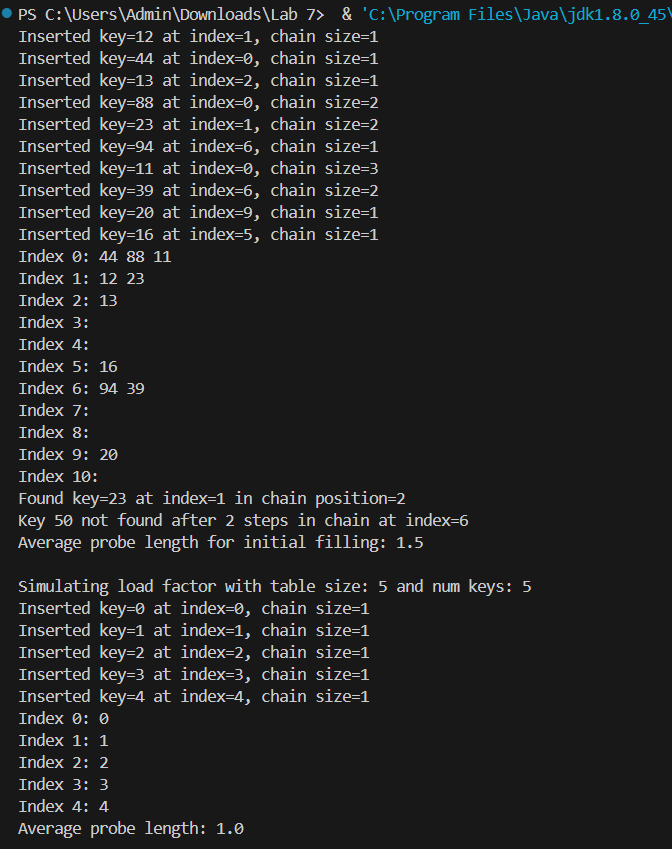 PS C:\Users\Admin\Downloads\Lab 7>  & 'C:\Program Files\Java\jdk1.8.0_45\
Inserted key=12 at index=1, chain size=1
Inserted key=44 at index=0, chain size=1
Inserted key=13 at index=2, chain size=1
Inserted key=88 at index=0, chain size=2
Inserted key=23 at index=1, chain size=2
Inserted key=94 at index=6, chain size=1
Inserted key=11 at index=0, chain size=3
Inserted key=39 at index=6, chain size=2
Inserted key=20 at index=9, chain size=1
Inserted key=16 at index=5, chain size=1
Index 0: 44 88 11
Index 1: 12 23
Index 2: 13
Index 3:
Index 4:
Index 5: 16
Index 6: 94 39
Index 7:
Index 8:
Index 9: 20
Index 10:
Found key=23 at index=1 in chain position=2
Key 50 not found after 2 steps in chain at index=6
Average probe length for initial filling: 1.5

Simulating load factor with table size: 5 and num keys: 5
Inserted key=0 at index=0, chain size=1
Inserted key=1 at index=1, chain size=1
Inserted key=2 at index=2, chain size=1
Inserted key=3 at index=3, chain size=1
Inserted key=4 at index=4, chain size=1
Index 0: 0
Index 1: 1
Index 2: 2
Index 3: 3
Index 4: 4
Average probe length: 1.0